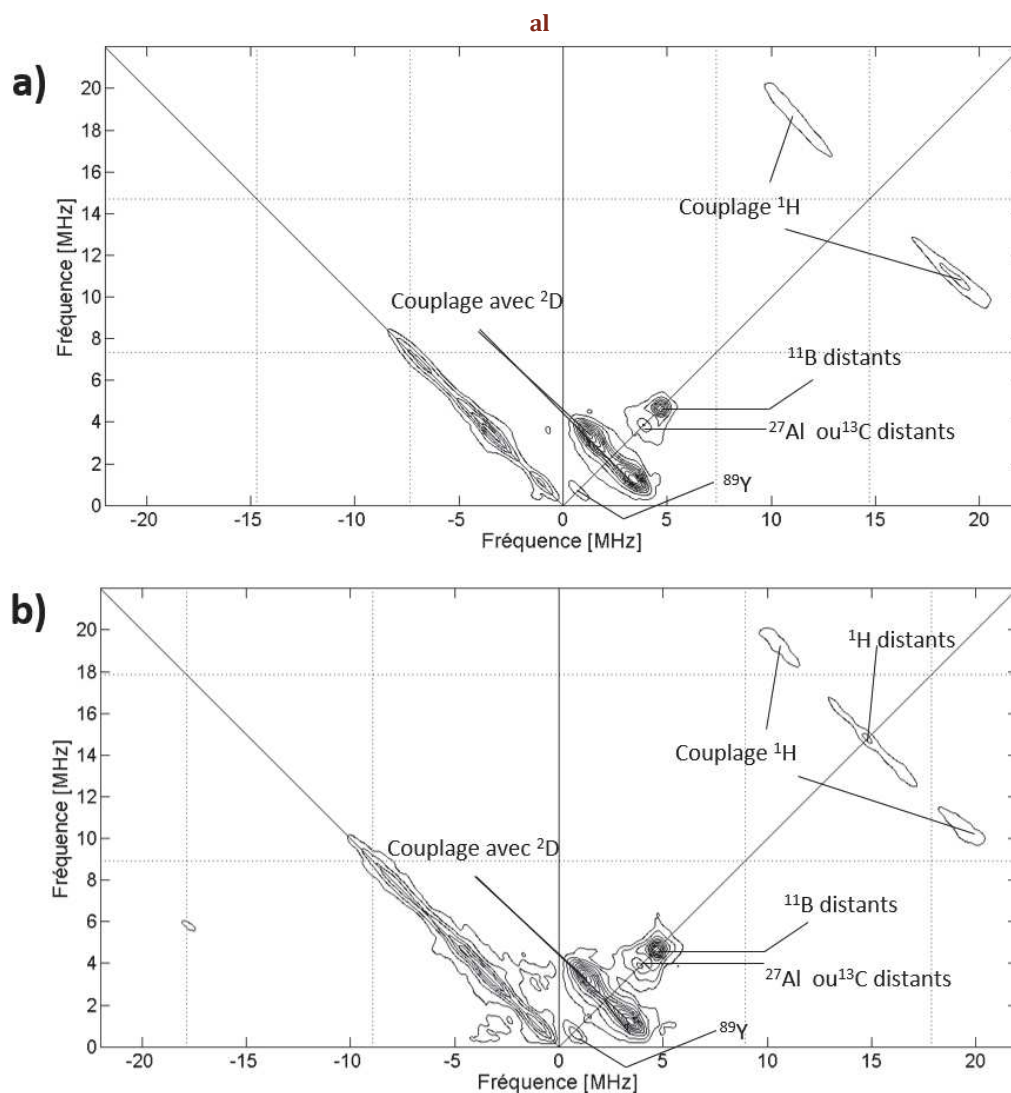 al
a)
20
18
16
14
12
10
8
6
4
2
0
Fréquence [MHz]
Couplage ¹H
Couplage avec ²D
¹¹B distants
²⁷Al ou¹³C distants
⁸⁹Y
-20 -15 -10 -5 0 5 10 15 20
Fréquence [MHz]
b)
20
18
16
14
12
10
8
6
4
2
0
Fréquence [MHz]
¹H distants
Couplage ¹H
Couplage avec ²D
¹¹B distants
²⁷Al ou¹³C distants
⁸⁹Y
-20 -15 -10 -5 0 5 10 15 20
Fréquence [MHz]